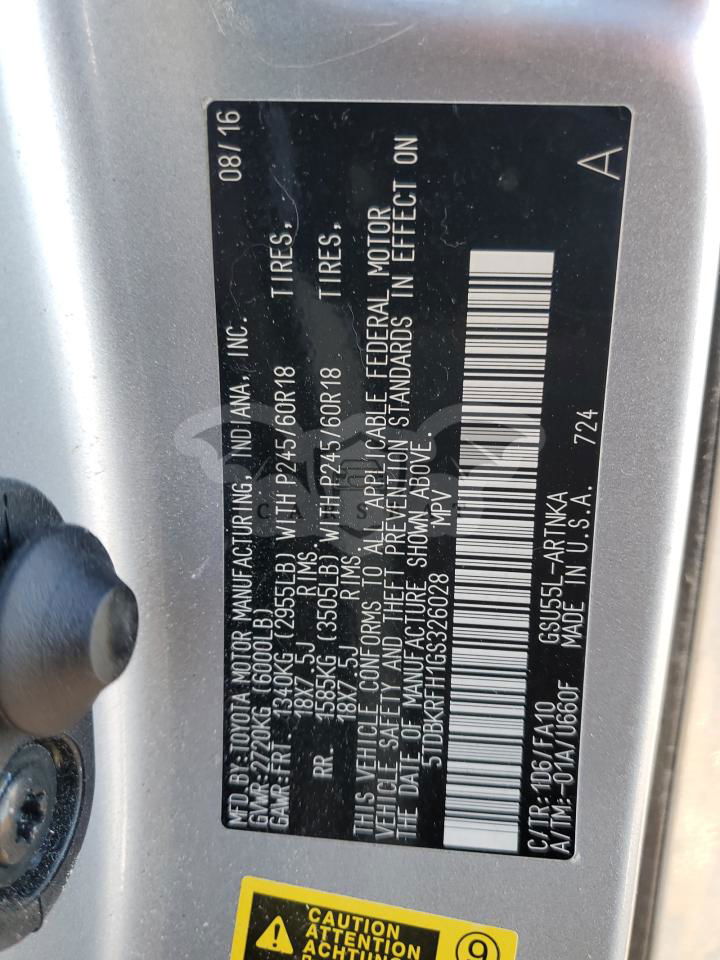 MFD.BY:TOYOTA MOTOR MANUFACTURING, INDIANA, INC. 08/16
GVWR:2720KG (6000LB)
GAWR:FRT. 1340KG (2955LB) WITH P245/60R18 TIRES,
18X7.5J RIMS.
RR. 1585KG (3505LB) WITH P245/60R18 TIRES,
18X7.5J RIMS.
THIS VEHICLE CONFORMS TO ALL APPLICABLE FEDERAL MOTOR
VEHICLE SAFETY AND THEFT PREVENTION STANDARDS IN EFFECT ON
THE DATE OF MANUFACTURE SHOWN ABOVE.
5TDBKRFH1GS326028 MPV
C/TR:1D6/FA10 GSU55L-ARTNKA 724
A/TM:-01A/U660F MADE IN U.S.A. A
CAUTION
ATTENTION
ACHTUNG
9